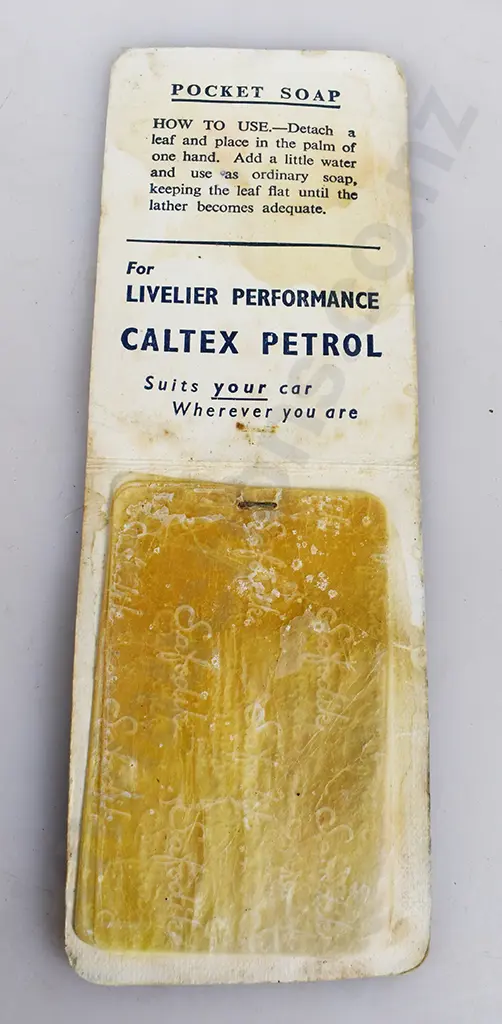 POCKET SOAP
HOW TO USE.—Detach a
leaf and place in the palm of
one hand. Add a little water
and use as ordinary soap,
keeping the leaf flat until the
lather becomes adequate.
For
LIVELIER PERFORMANCE
CALTEX PETROL
Suits your car
Wherever you are